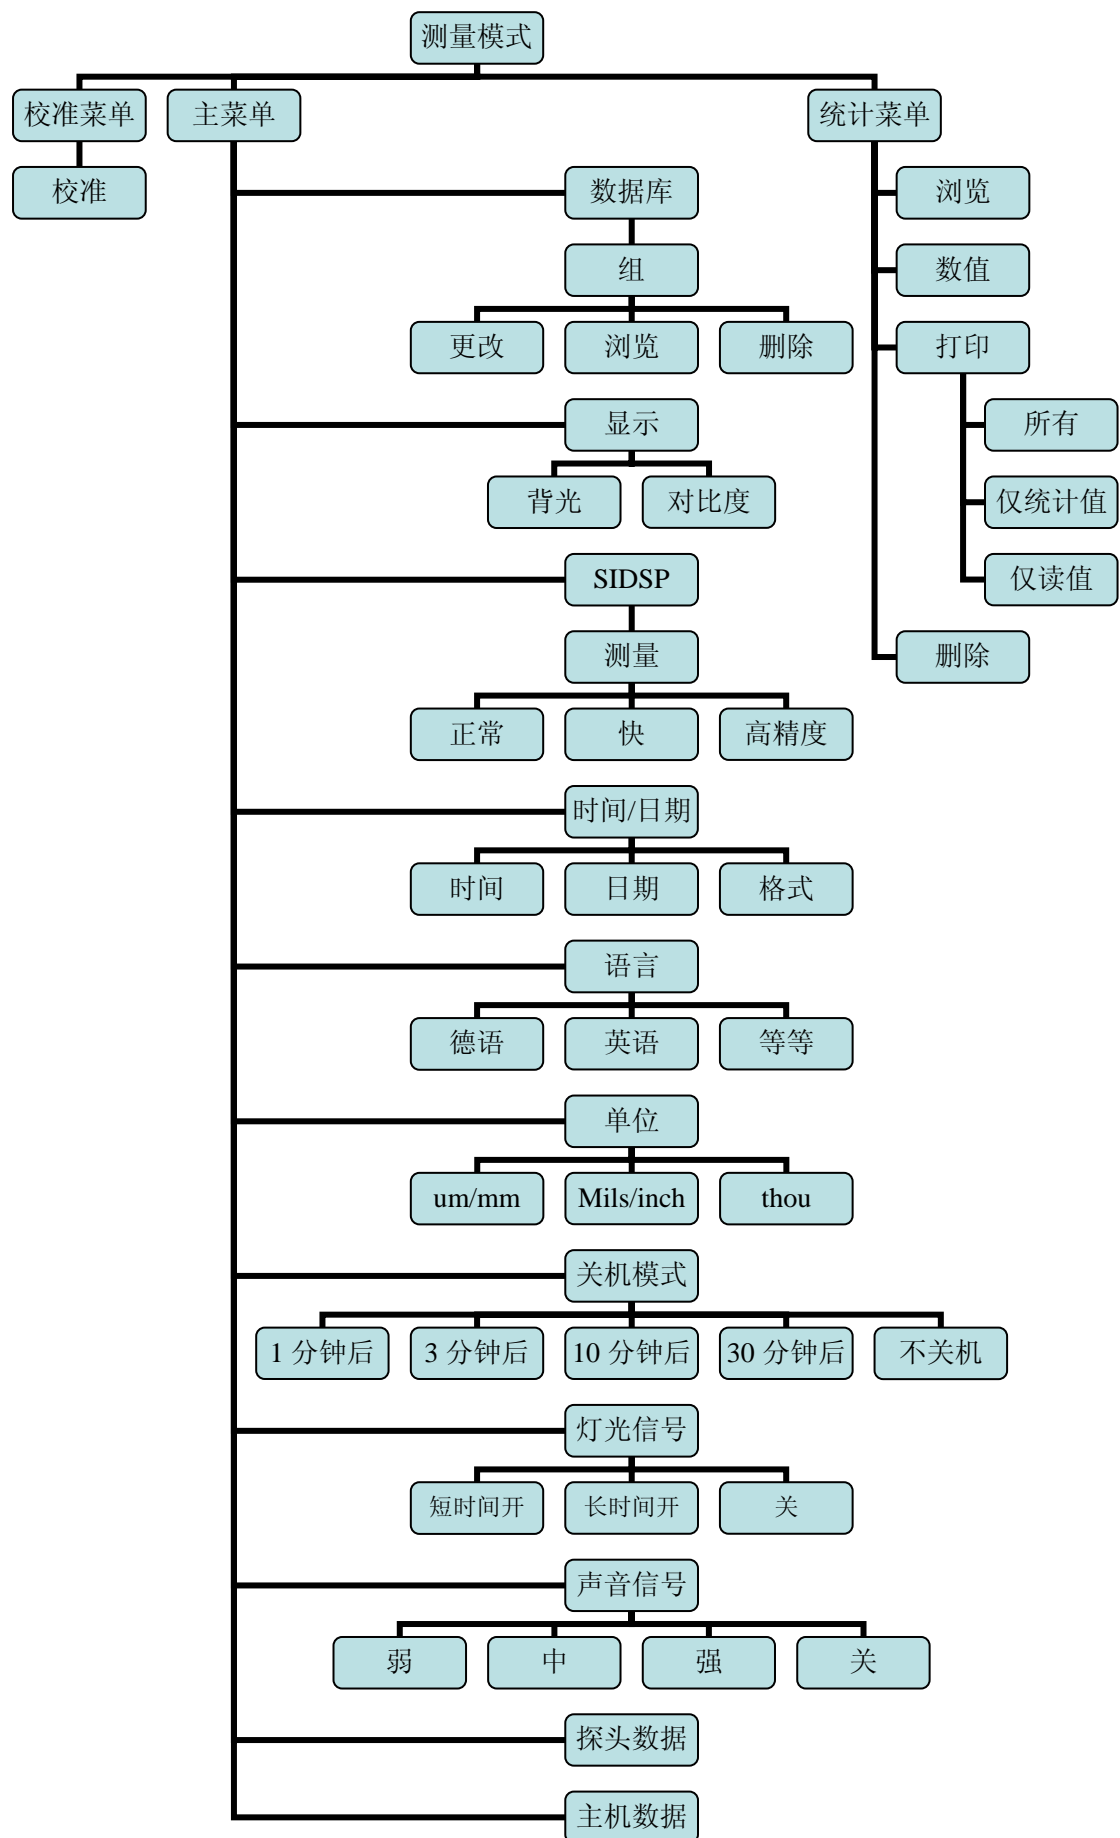 测量模式
校准菜单
主菜单
统计菜单
校准
数据库
浏览
组
数值
更改
浏览
删除
打印
显示
所有
背光
对比度
仅统计值
SIDSP
仅读值
测量
删除
正常
快
高精度
时间/日期
时间
日期
格式
语言
德语
英语
等等
单位
um/mm
Mils/inch
thou
关机模式
1 分钟后
3 分钟后
10 分钟后
30 分钟后
不关机
灯光信号
短时间开
长时间开
关
声音信号
弱
中
强
关
探头数据
主机数据